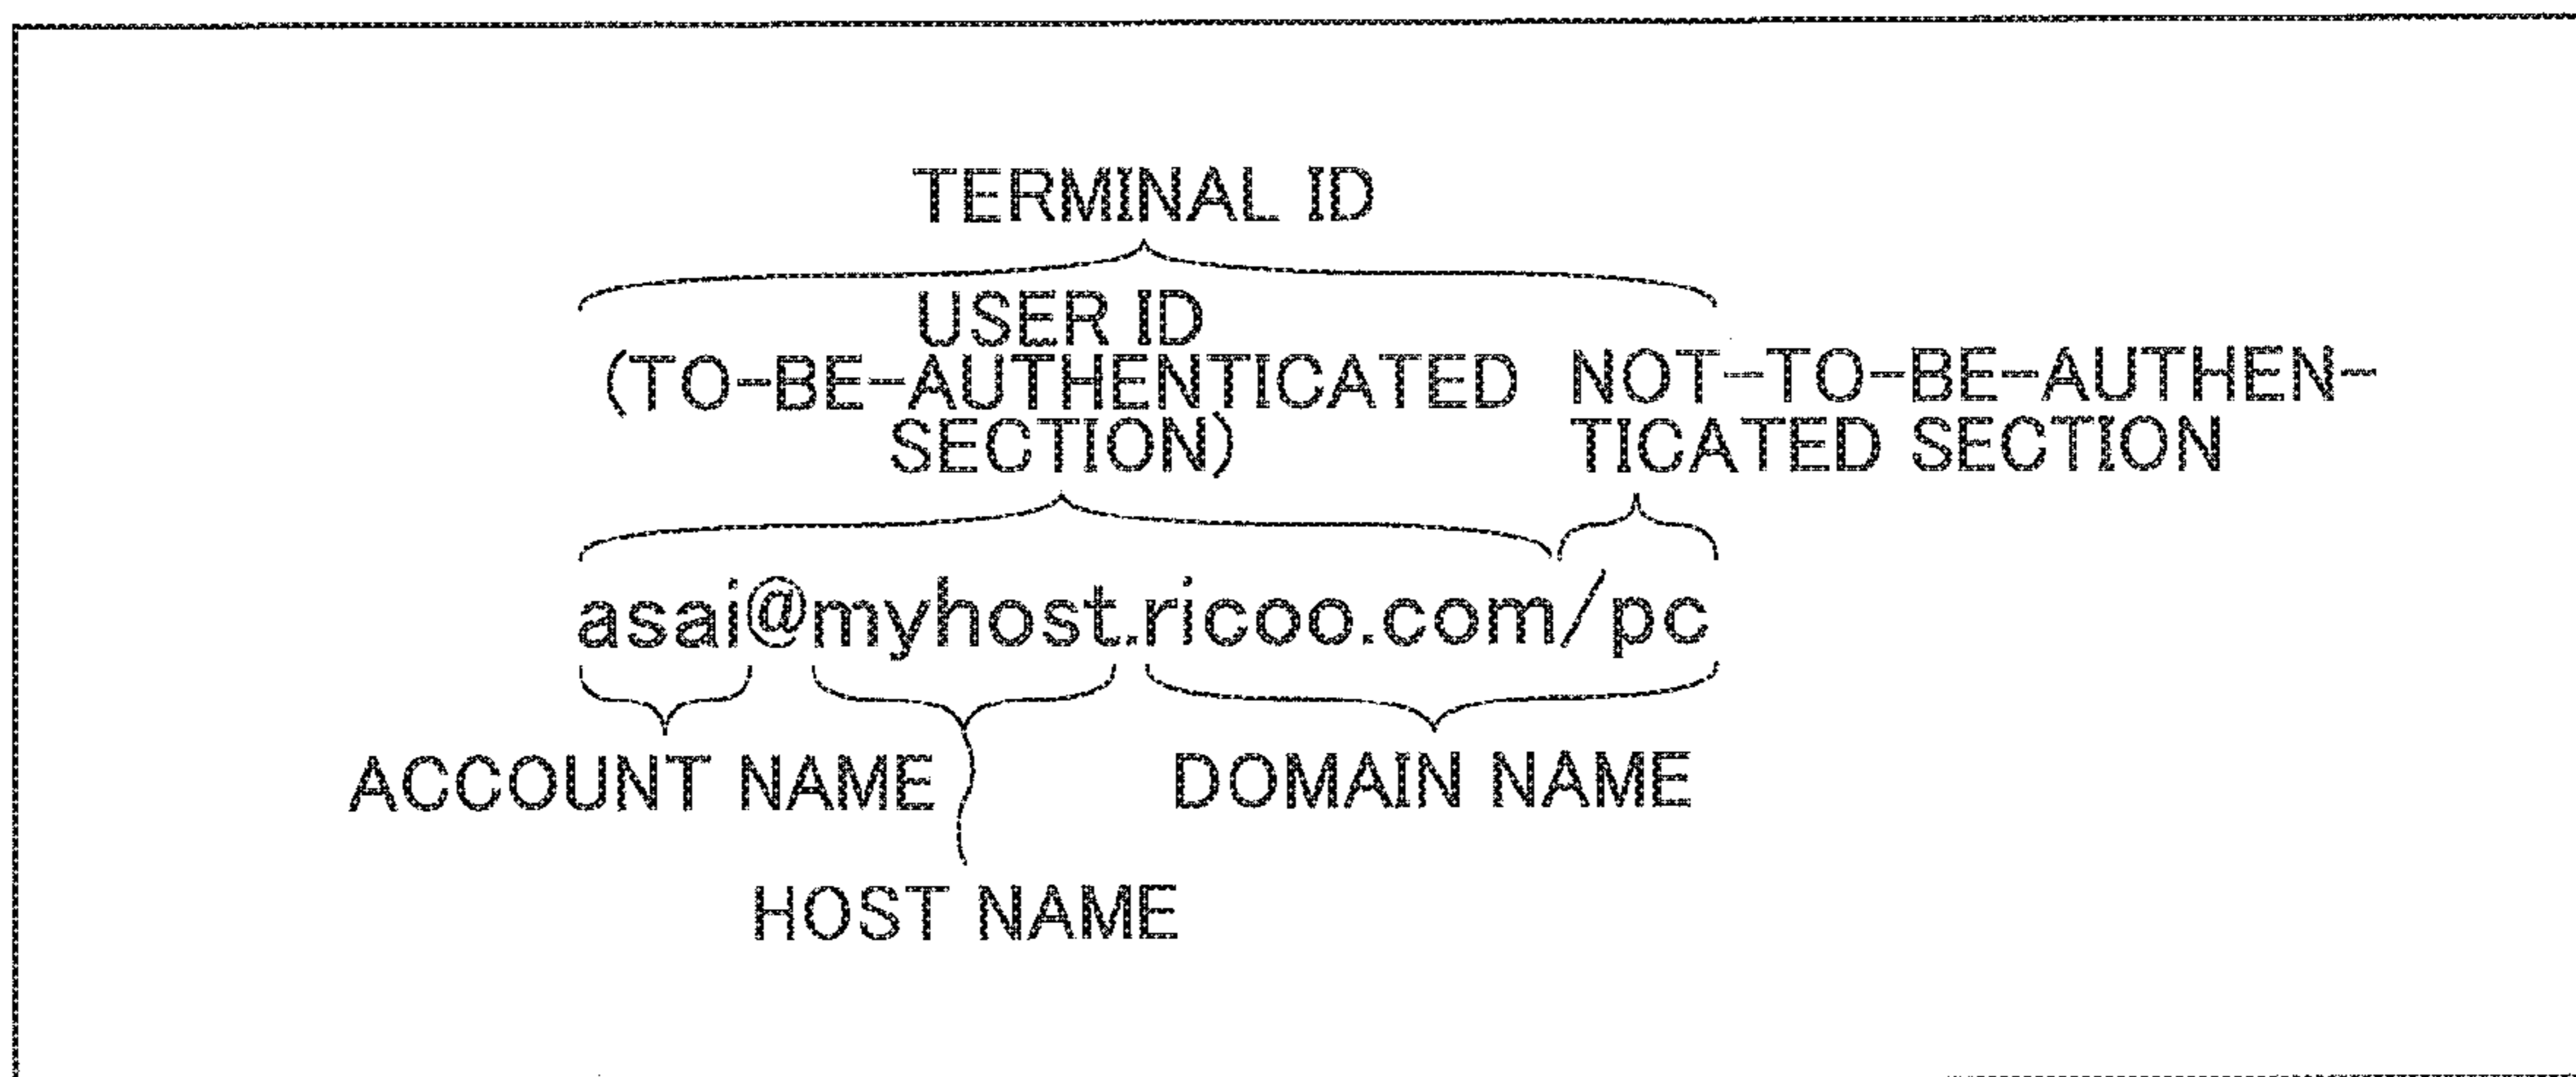 TERMINAL ID
USER ID
(TO-BE-AUTHENTICATED
SECTION)
NOT-TO-BE-AUTHEN-
TICATED SECTION
asai@myhost.ricoo.com/pc
ACCOUNT NAME
DOMAIN NAME
HOST NAME